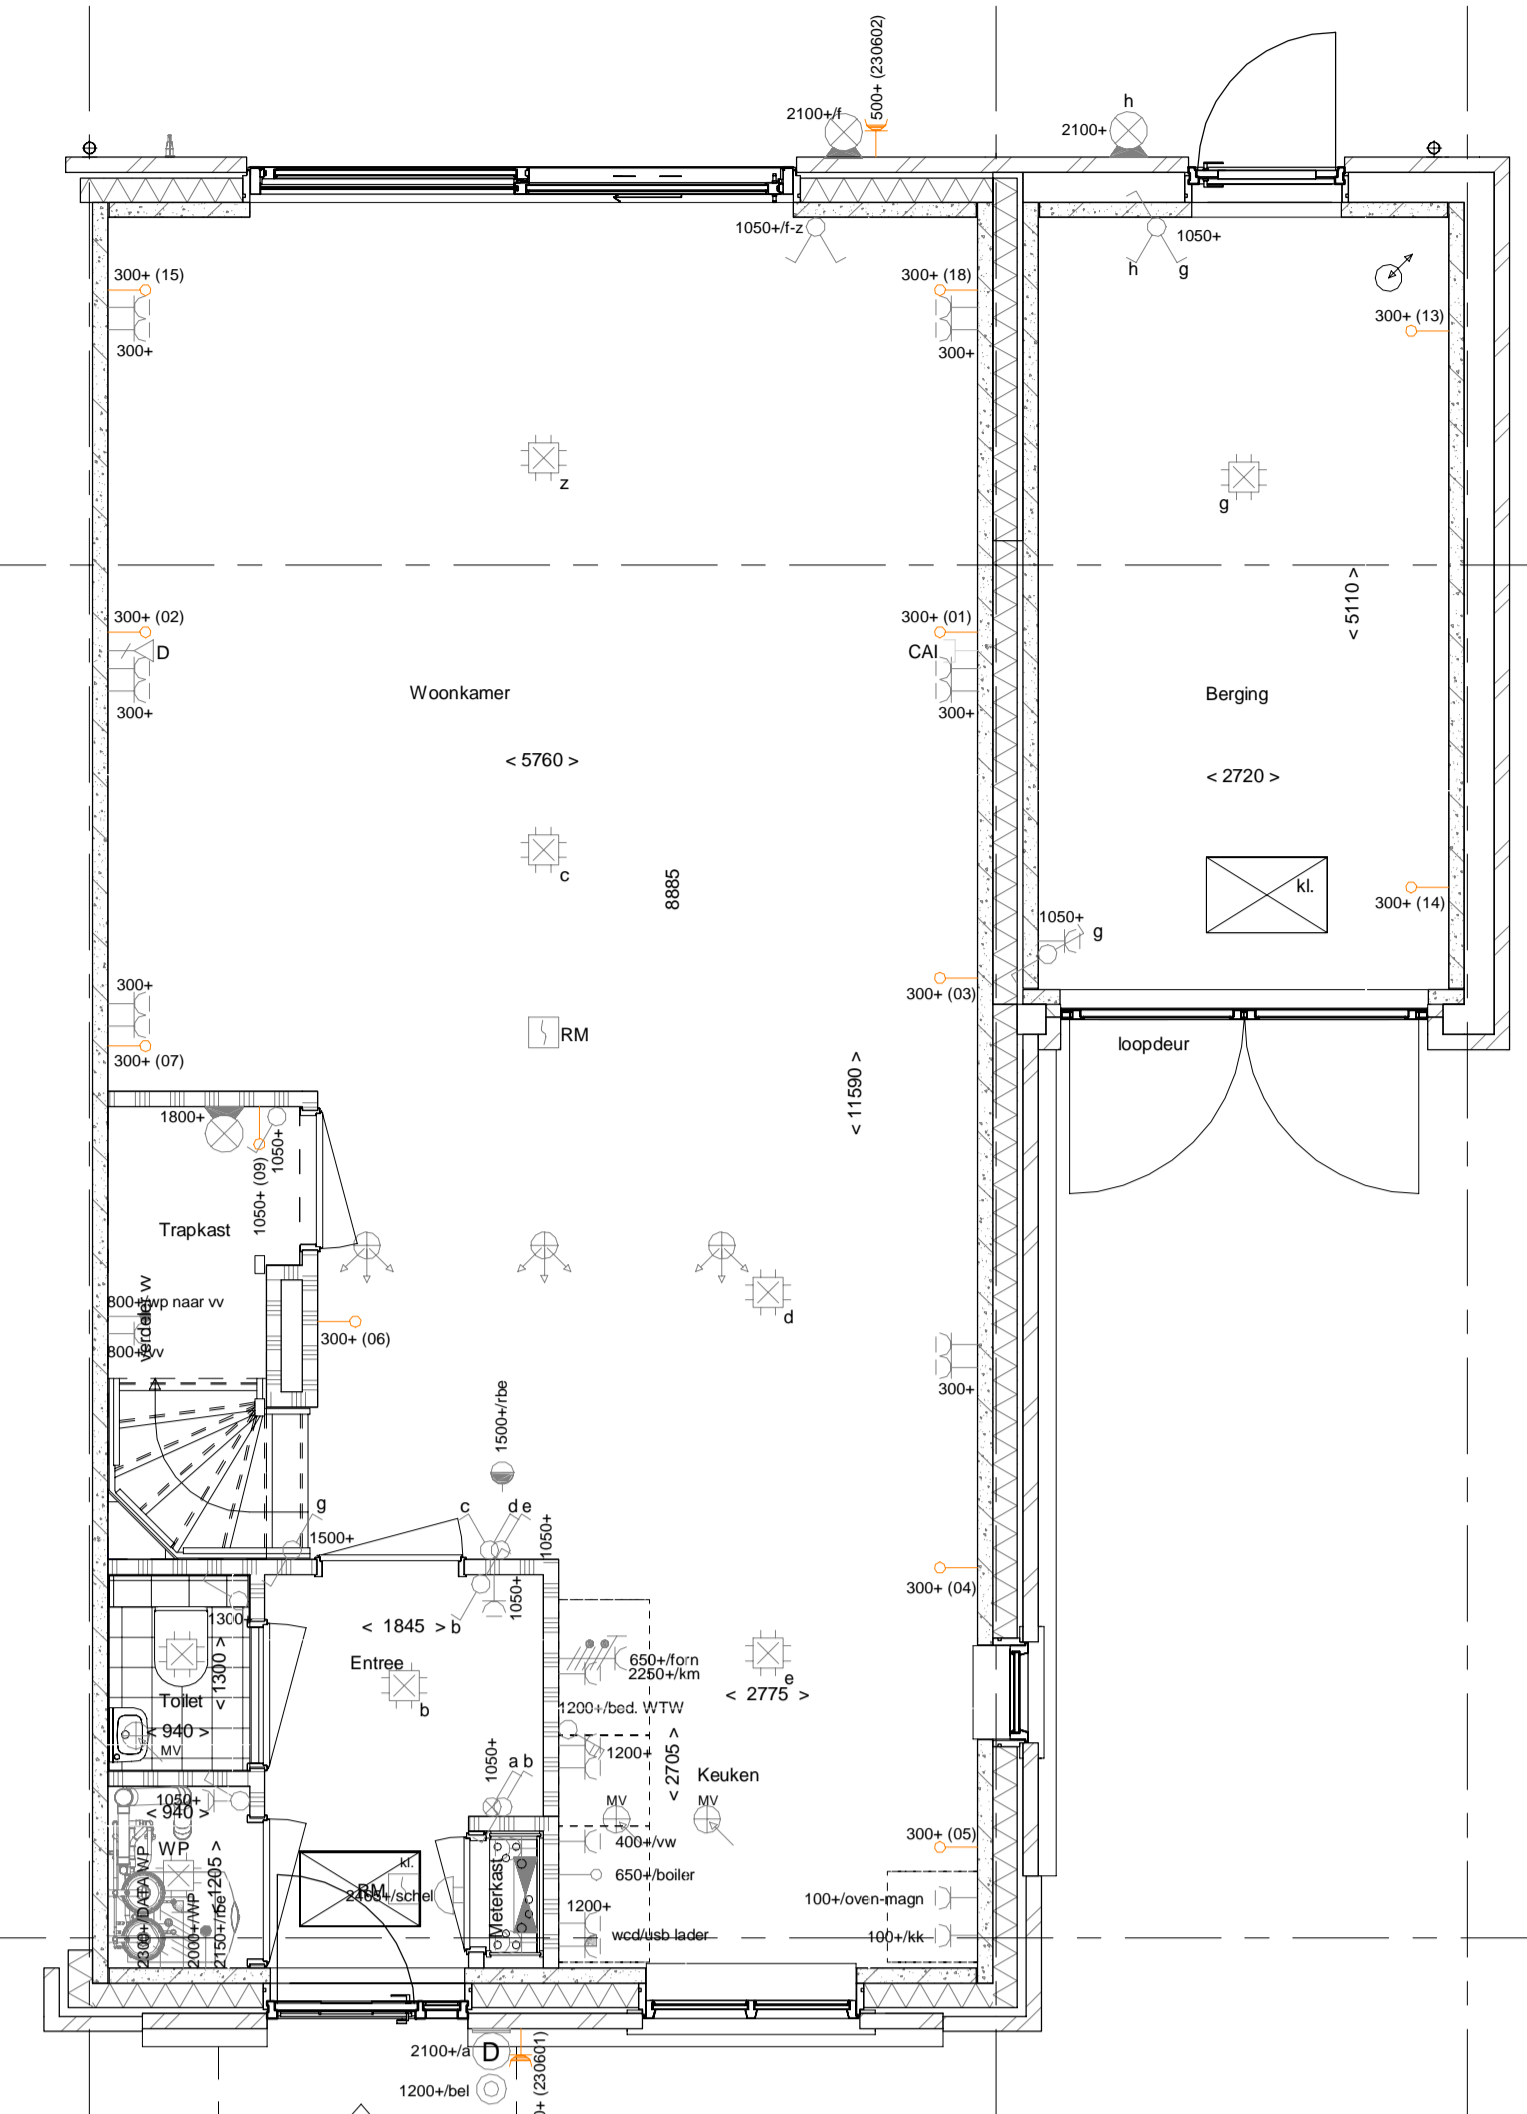 500+ (230602)
2100+/f
h
2100+
1050+/f-z
1050+
h
g
300+ (15)
300+
300+ (18)
300+
300+ (13)
z
g
< 5110 >
300+ (02)
D
300+
300+ (01)
CAI
300+
Woonkamer
Berging
< 5760 >
< 2720 >
c
8885
kl.
300+ (14)
1050+
g
300+
300+ (07)
300+ (03)
RM
loopdeur
< 11590 >
1800+
1050+
1050+ (09)
Trapkast
verdeler vv
800+/wp naar vv
800+/vv
300+ (06)
d
300+
1500+/rbe
g
1500+
c
d e
1050+
1050+
300+ (04)
1300+
< 1300 >
Toilet
< 940 >
MV
< 1845 >
b
Entree
b
650+/forn
2250+/km
1200+/bed. WTW
e
< 2775 >
1200+
< 2705 >
Keuken
1050+
a b
MV
MV
1050+
< 940 >
WP
< 1205 >
2300+/DATA WP
2000+/WP
2150+/rbe
kl.
RM
2465+/schel
Meterkast
400+/vw
650+/boiler
1200+
wcd/usb lader
300+ (05)
100+/oven-magn
100+/kk
2100+/a
D
0+ (230601)
1200+/bel